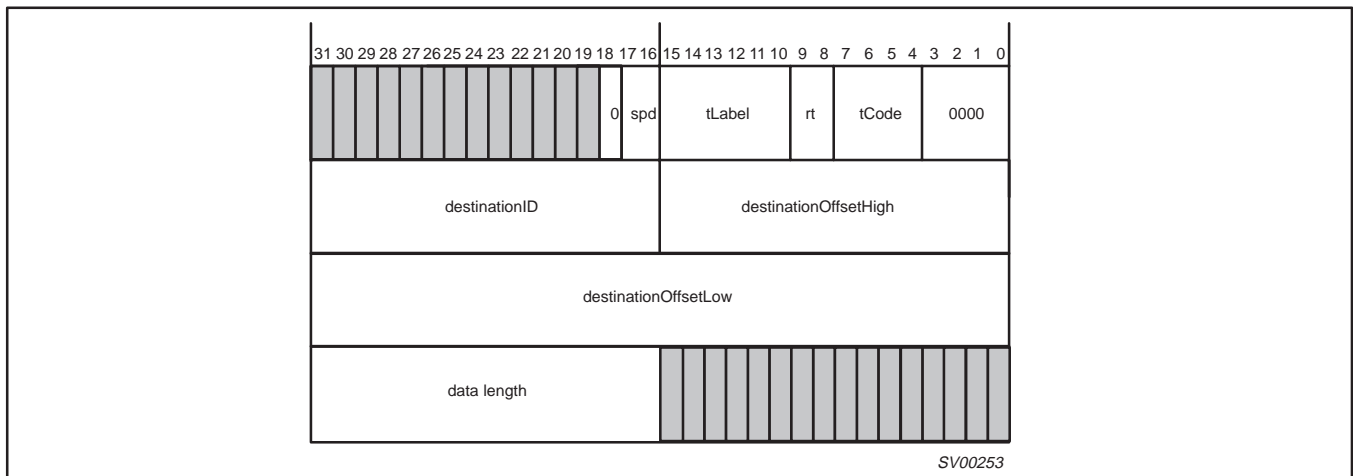 31 30 29 28 27 26 25 24 23 22 21 20 19 18 17 16 15 14 13 12 11 10 9 8 7 6 5 4 3 2 1 0
0 spd tLabel rt tCode 0000
destinationID destinationOffsetHigh
destinationOffsetLow
data length
SV00253